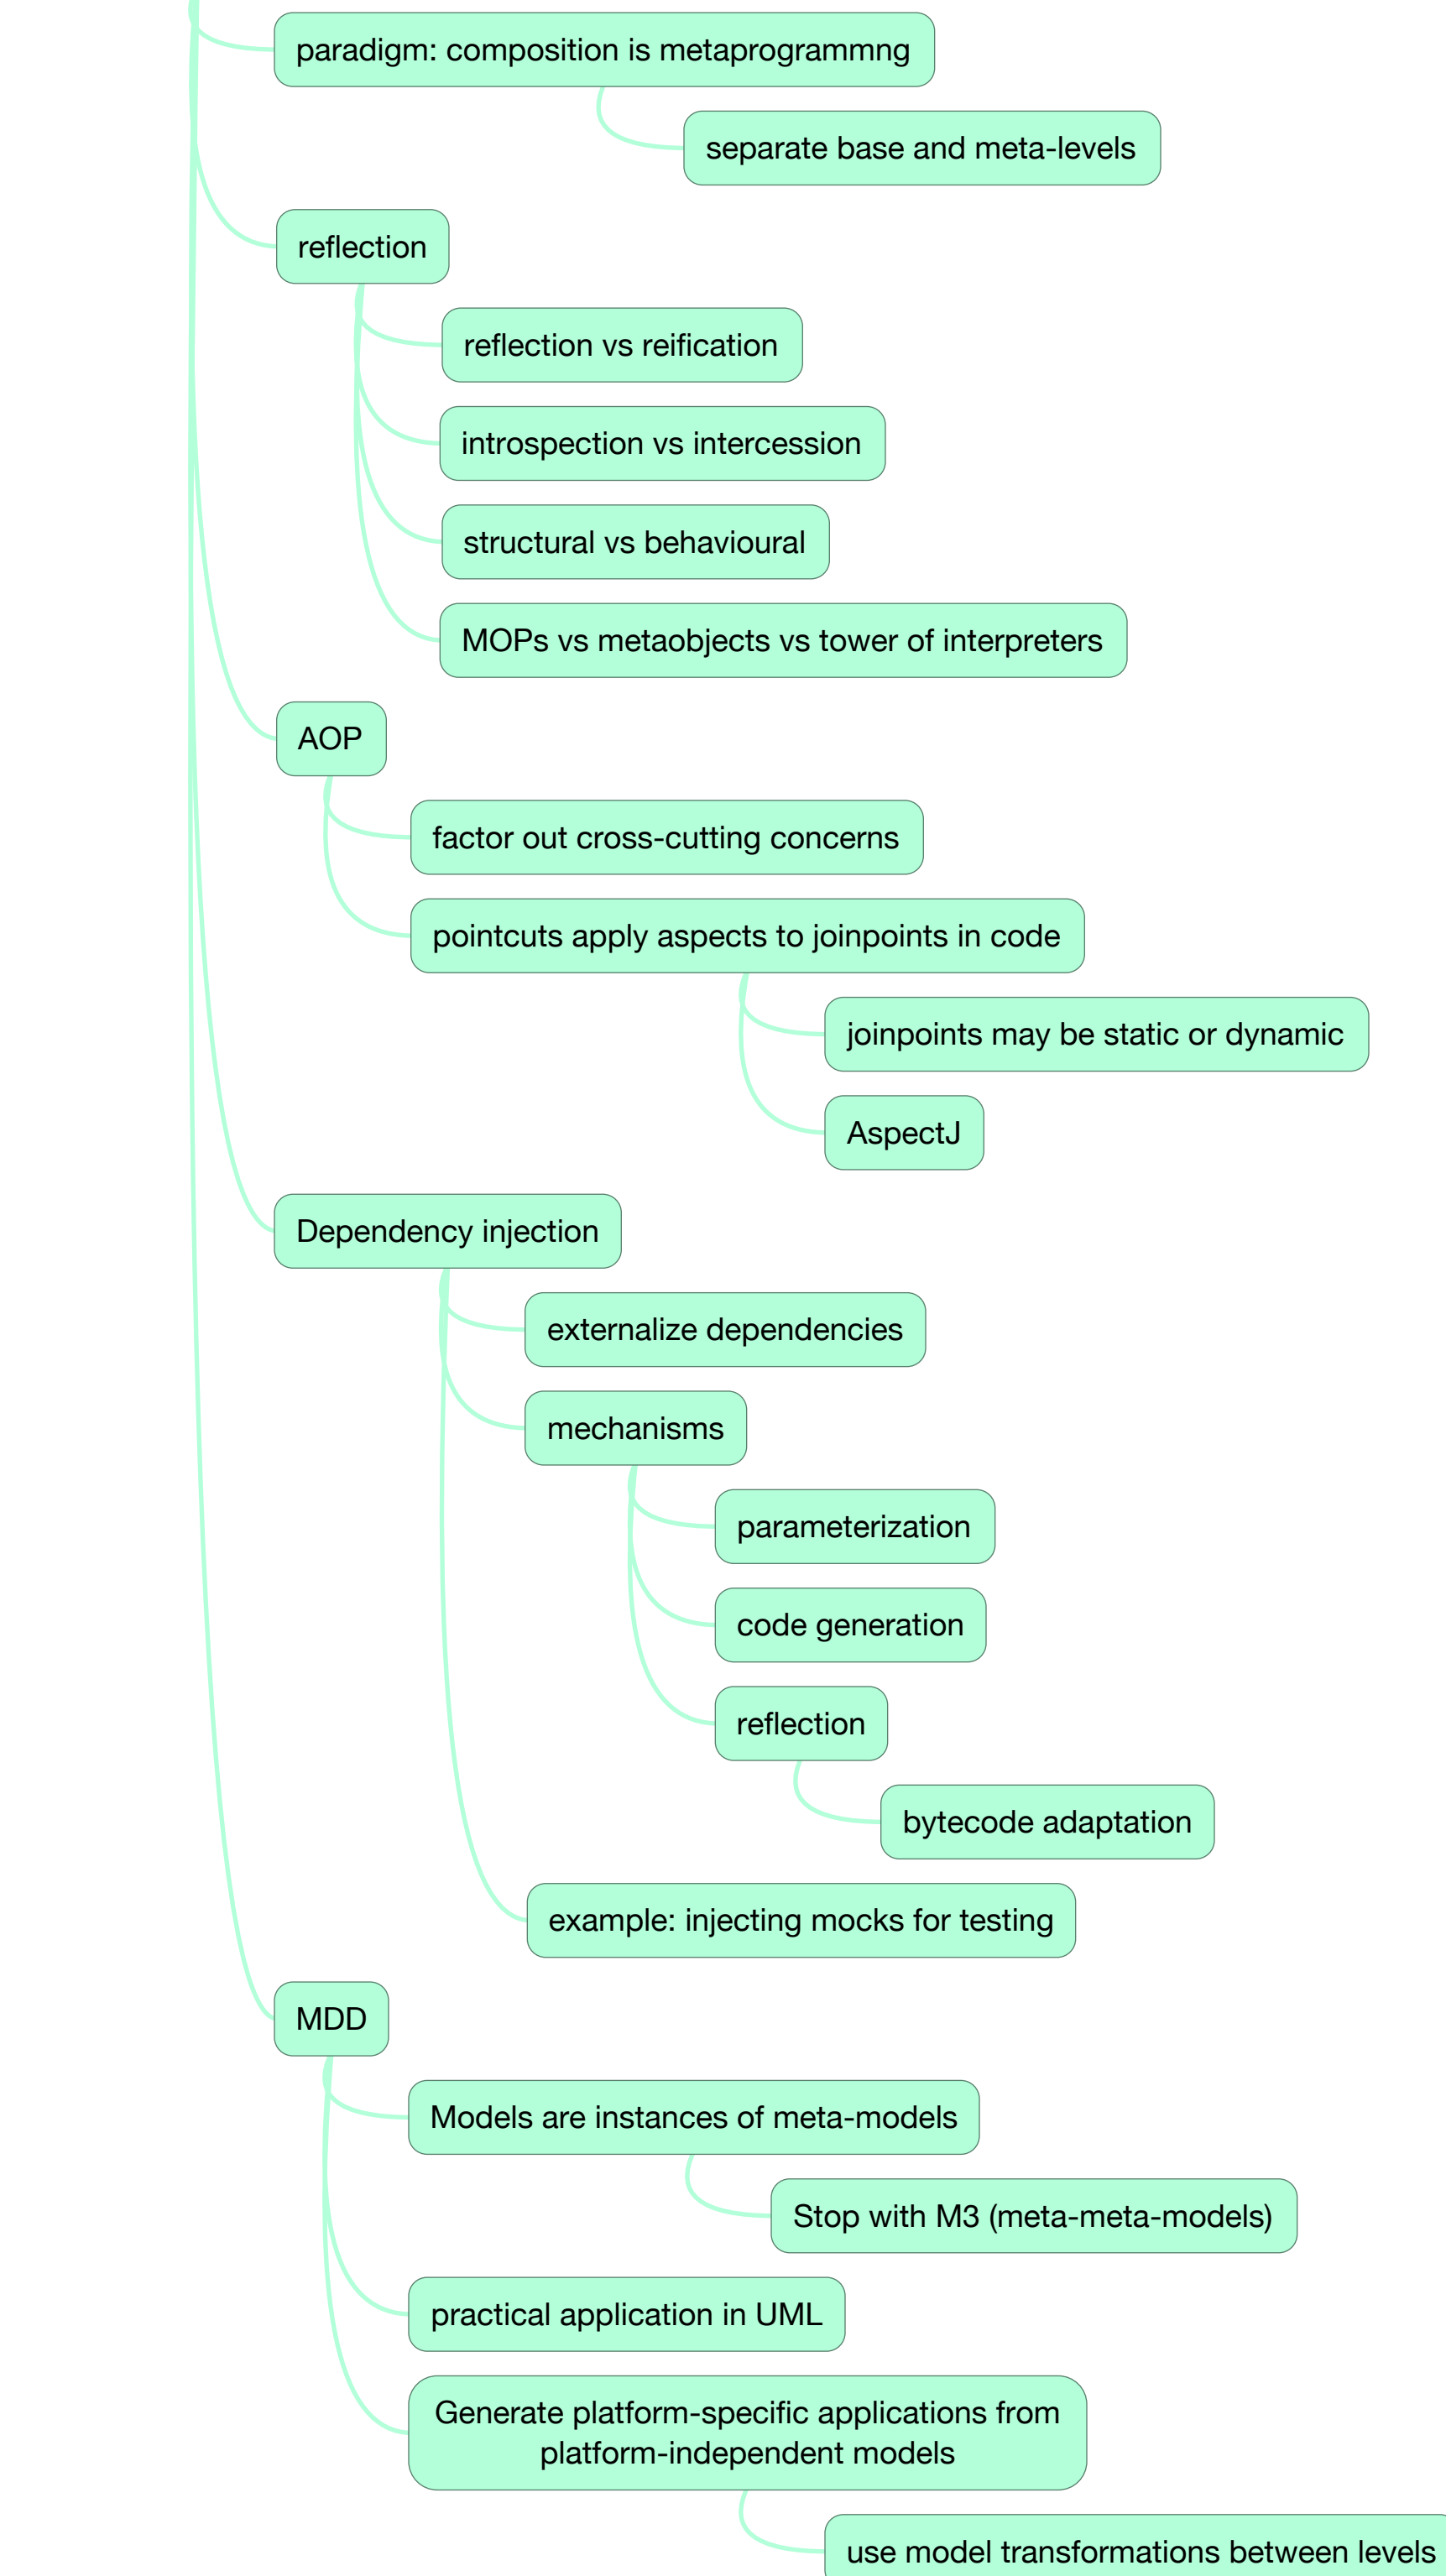 paradigm: composition is metaprogrammng
separate base and meta-levels
reflection
reflection vs reification
introspection vs intercession
structural vs behavioural
MOPs vs metaobjects vs tower of interpreters
AOP
factor out cross-cutting concerns
pointcuts apply aspects to joinpoints in code
joinpoints may be static or dynamic
AspectJ
Dependency injection
externalize dependencies
mechanisms
parameterization
code generation
reflection
bytecode adaptation
example: injecting mocks for testing
MDD
Models are instances of meta-models
Stop with M3 (meta-meta-models)
practical application in UML
Generate platform-specific applications from
platform-independent models
use model transformations between levels